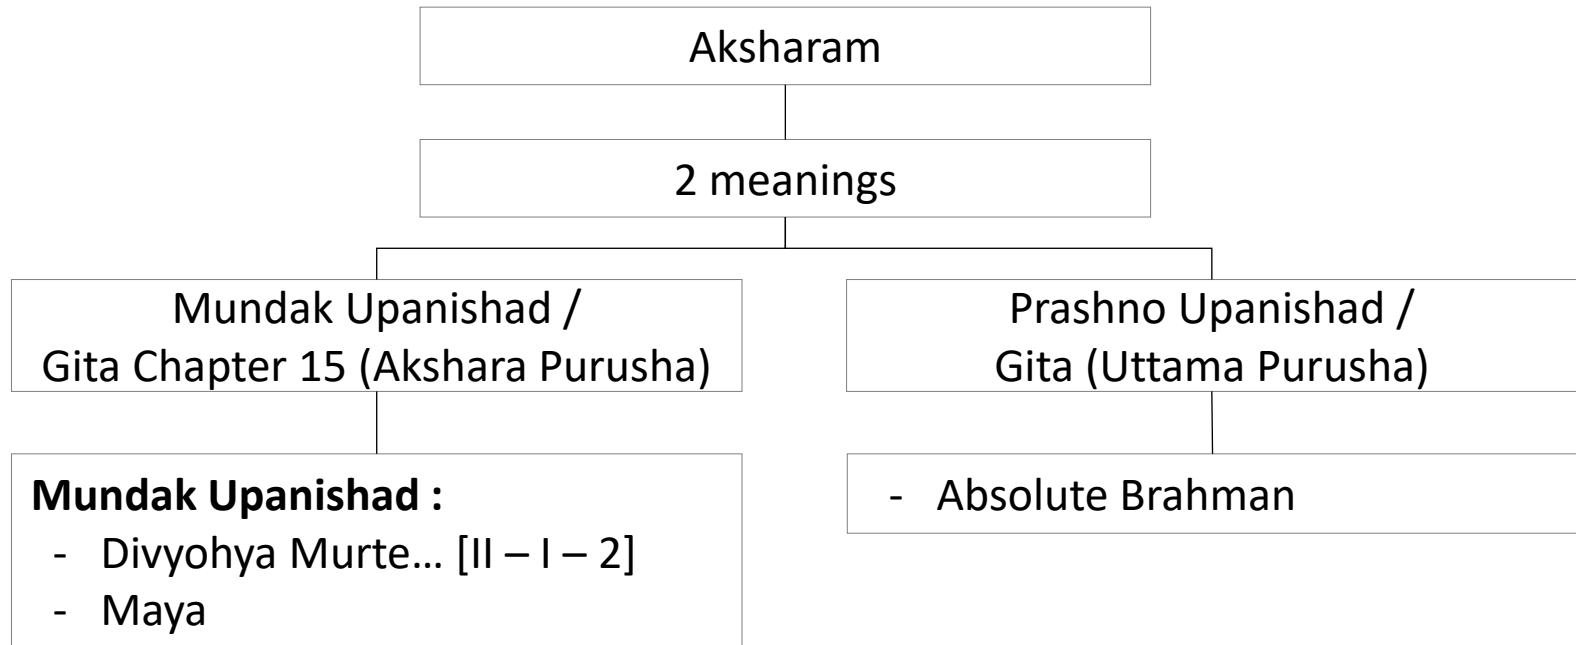 Aksharam
2 meanings
Mundak Upanishad /
Gita Chapter 15 (Akshara Purusha)
Prashno Upanishad /
Gita (Uttama Purusha)
Mundak Upanishad :
- Divyohya Murte... [II – I – 2]
- Maya
- Absolute Brahman